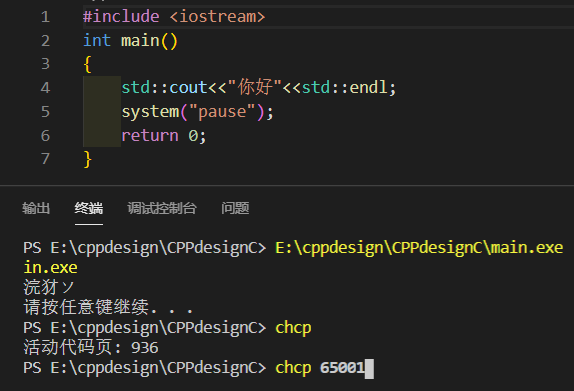 1 #include <iostream>
2 int main()
3 {
4 std::cout<<"你好"<<std::endl;
5 system("pause");
6 return 0;
7 }
输出 终端 调试控制台 问题
PS E:\cppdesign\CPPdesignC> E:\cppdesign\CPPdesignC\main.exe
in.exe
浣犲ソ
请按任意键继续. . .
PS E:\cppdesign\CPPdesignC> chcp
活动代码页: 936
PS E:\cppdesign\CPPdesignC> chcp 65001